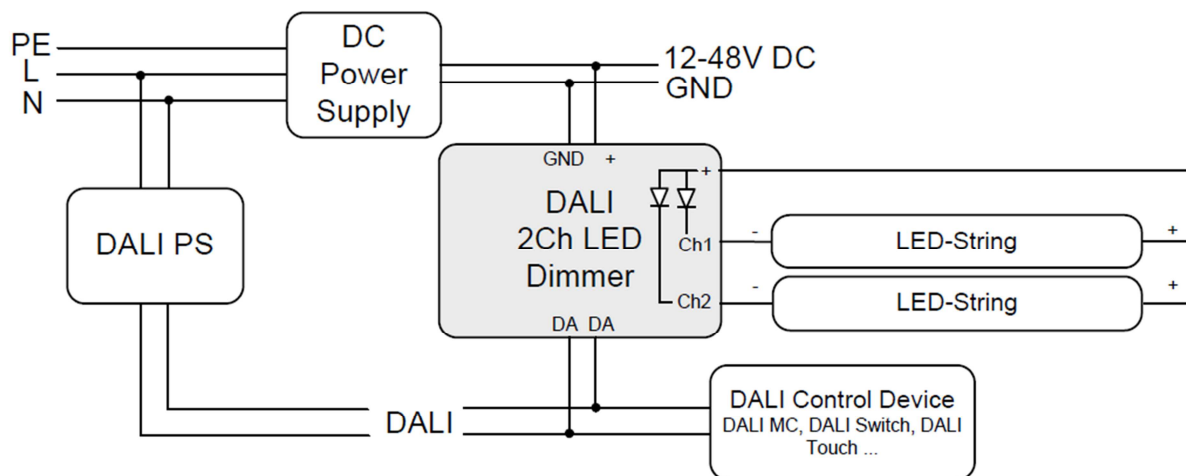 PE
L
N
DC
Power
Supply
12-48V DC
GND
GND +
DALI
2Ch LED
Dimmer
+
Ch1
Ch2
- LED-String +
- LED-String +
DALI PS
DA DA
DALI
DALI Control Device
DALI MC, DALI Switch, DALI
Touch ...